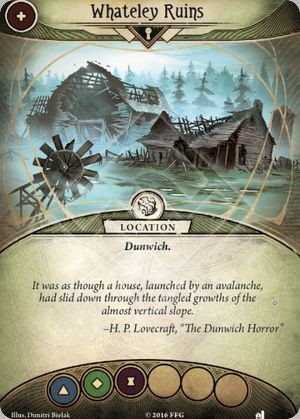 Whateley Ruins
LOCATION
Dunwich.
It was as though a house, launched by an avalanche,
had slid down through the tangled growths of the
almost vertical slope.
–H. P. Lovecraft, “The Dunwich Horror”
Illus. Dimitri Bielak
© 2016 FFG